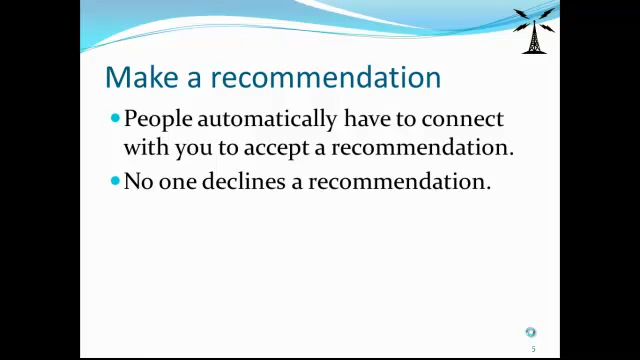 Make a recommendation
People automatically have to connect
with you to accept a recommendation.
No one declines a recommendation.
5